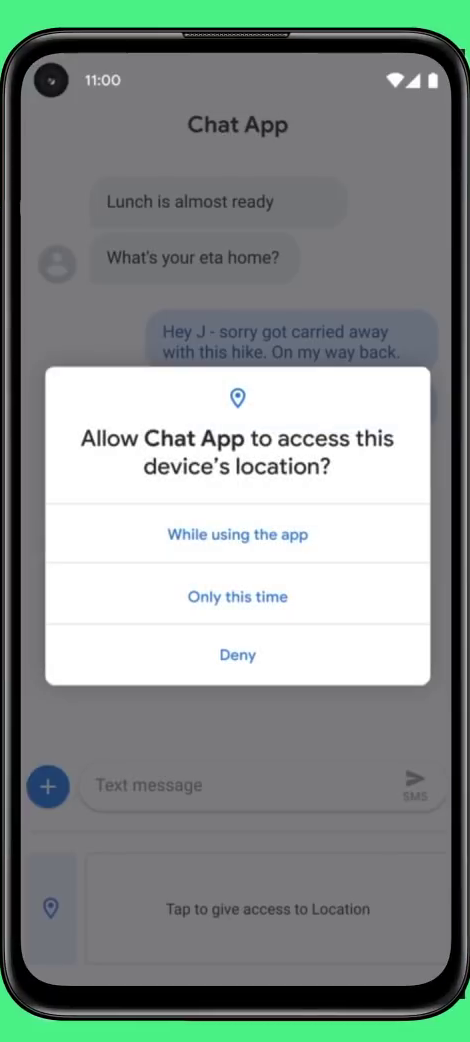 11:00
Chat App
Lunch is almost ready
What's your eta home?
Hey J - sorry got carried away
with this hike. On my way back.
Allow Chat App to access this
device's location?
While using the app
Only this time
Deny
Text message
SMS
Tap to give access to Location